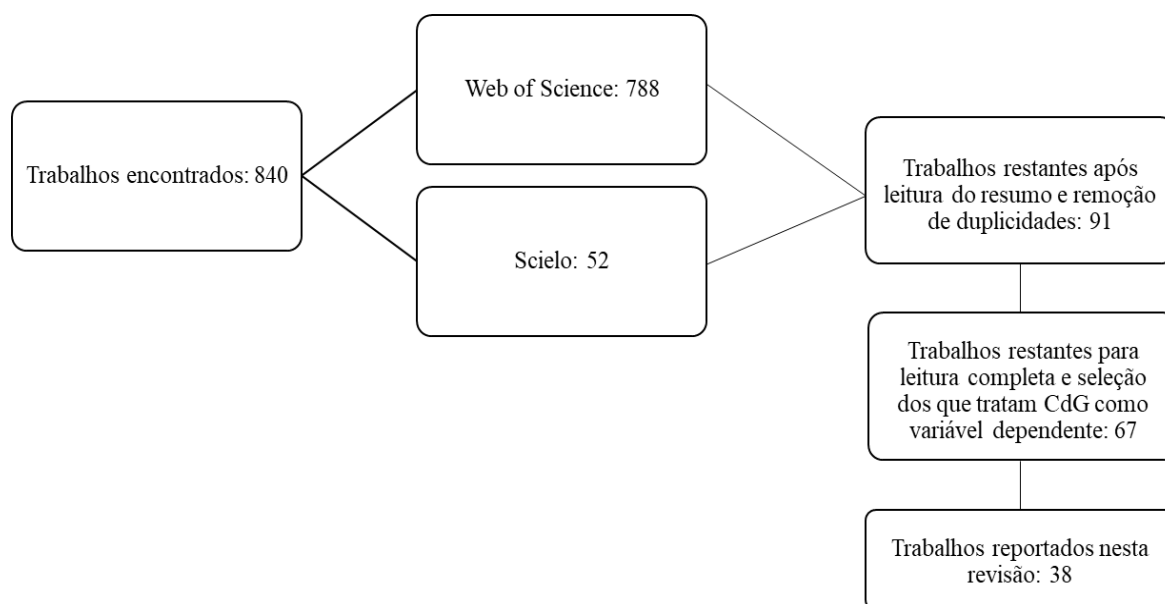 Trabalhos encontrados: 840
Web of Science: 788
Scielo: 52
Trabalhos restantes após
leitura do resumo e remoção
de duplicidades: 91
Trabalhos restantes para
leitura completa e seleção
dos que tratam CdG como
variável dependente: 67
Trabalhos reportados nesta
revisão: 38